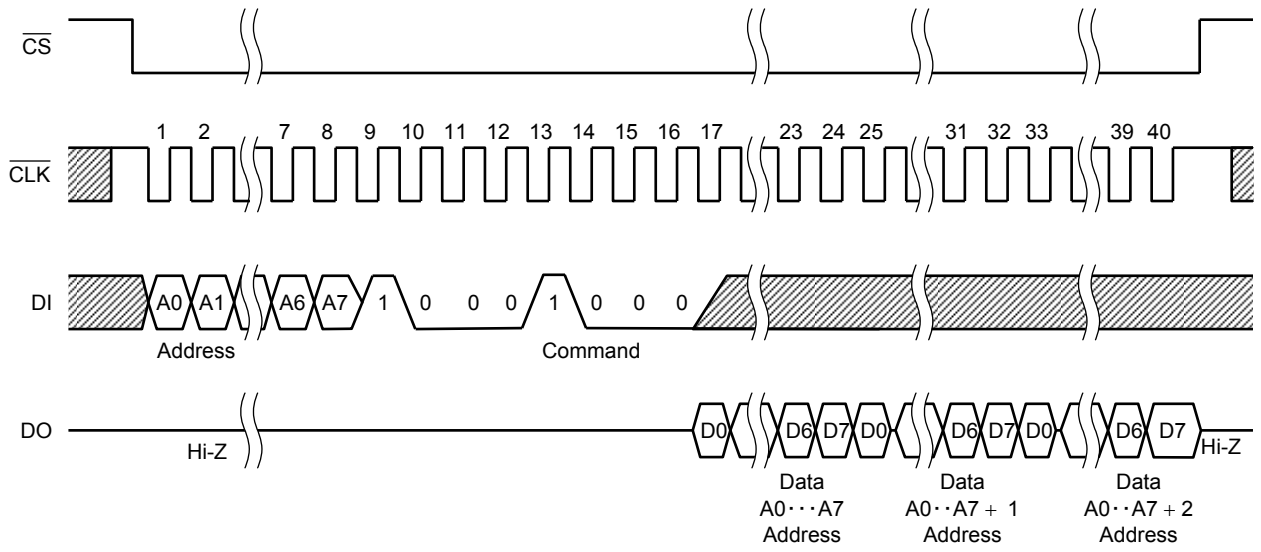 CS
CLK
1 2 7 8 9 10 11 12 13 14 15 16 17 23 24 25 31 32 33 39 40
DI
A0 A1 A6 A7 1 0 0 0 1 0 0 0
Address
Command
DO
Hi-Z
D0 D6 D7 D0 D6 D7 D0 D6 D7
Hi-Z
Data
A0···A7
Address
Data
A0··A7 + 1
Address
Data
A0··A7 + 2
Address